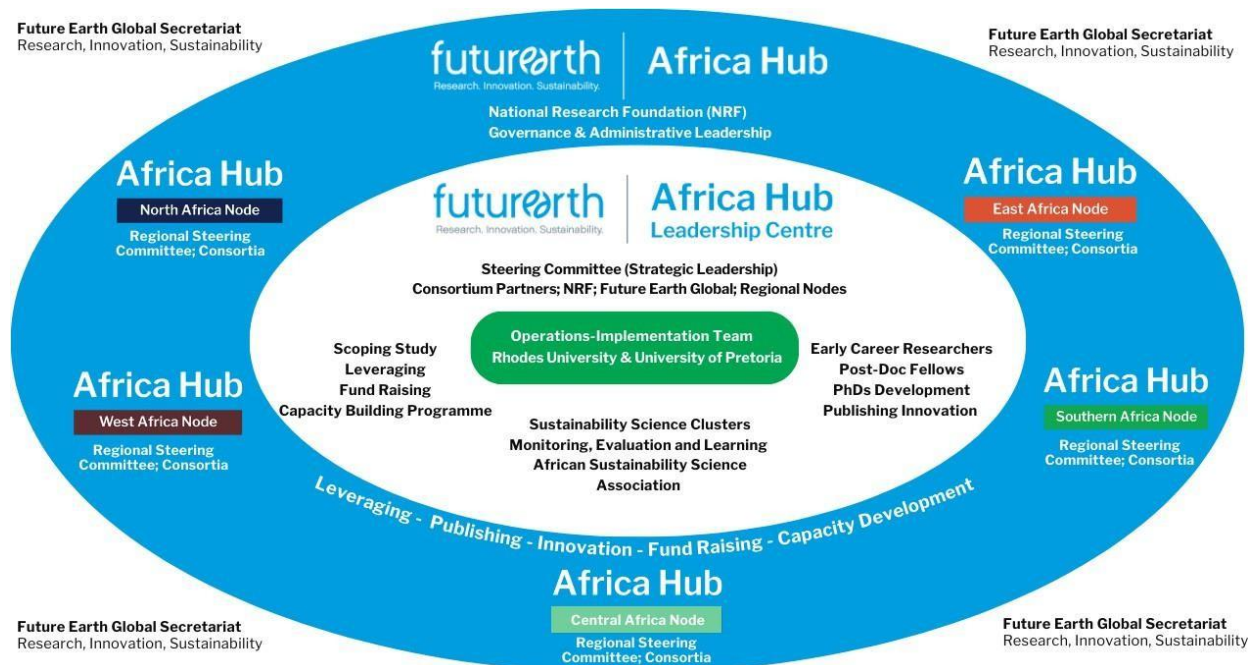 Future Earth Global Secretariat
Research, Innovation, Sustainability
Future Earth Global Secretariat
Research, Innovation, Sustainability
futurearth
Research. Innovation. Sustainability.
Africa Hub
National Research Foundation (NRF)
Governance & Administrative Leadership
Africa Hub
North Africa Node
Regional Steering
Committee; Consortia
Africa Hub
East Africa Node
Regional Steering
Committee; Consortia
futurearth
Research. Innovation. Sustainability.
Africa Hub
Leadership Centre
Steering Committee (Strategic Leadership)
Consortium Partners; NRF; Future Earth Global; Regional Nodes
Operations-Implementation Team
Rhodes University & University of Pretoria
Scoping Study
Leveraging
Fund Raising
Capacity Building Programme
Early Career Researchers
Post-Doc Fellows
PhDs Development
Publishing Innovation
Sustainability Science Clusters
Monitoring, Evaluation and Learning
African Sustainability Science
Association
Africa Hub
West Africa Node
Regional Steering
Committee; Consortia
Africa Hub
Southern Africa Node
Regional Steering
Committee; Consortia
Leveraging - Publishing - Innovation - Fund Raising - Capacity Development
Africa Hub
Central Africa Node
Regional Steering
Committee; Consortia
Future Earth Global Secretariat
Research, Innovation, Sustainability
Future Earth Global Secretariat
Research, Innovation, Sustainability